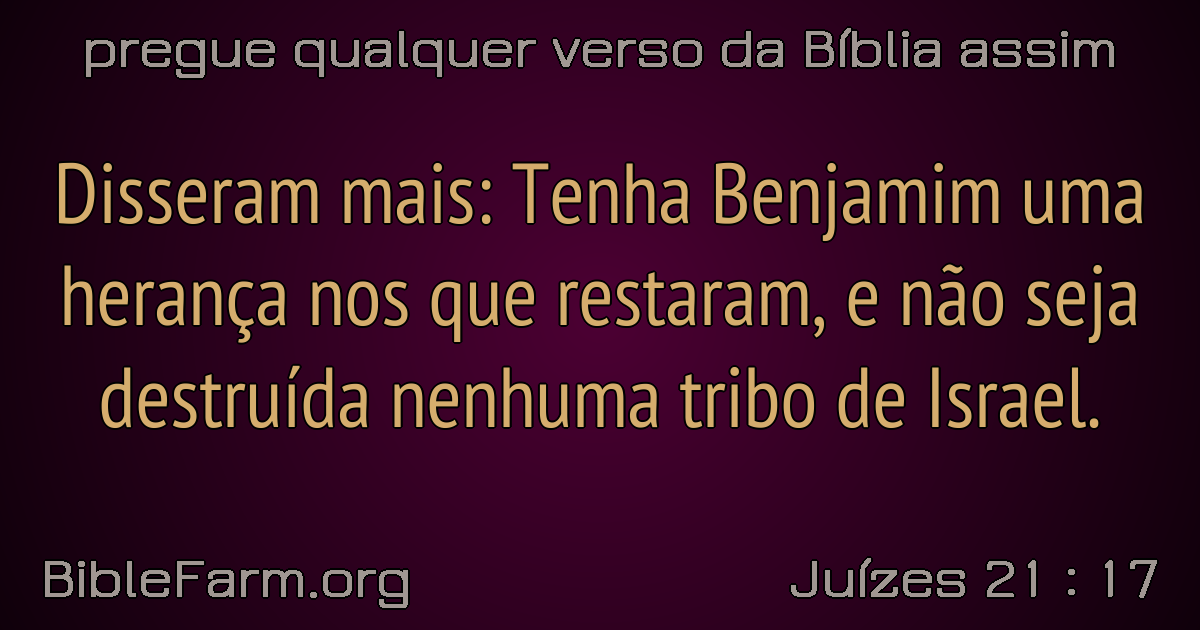 pregue qualquer verso da Bíblia assim
Disseram mais: Tenha Benjamim uma
herança nos que restaram, e não seja
destruída nenhuma tribo de Israel.
BibleFarm.org
Juízes 21 : 17